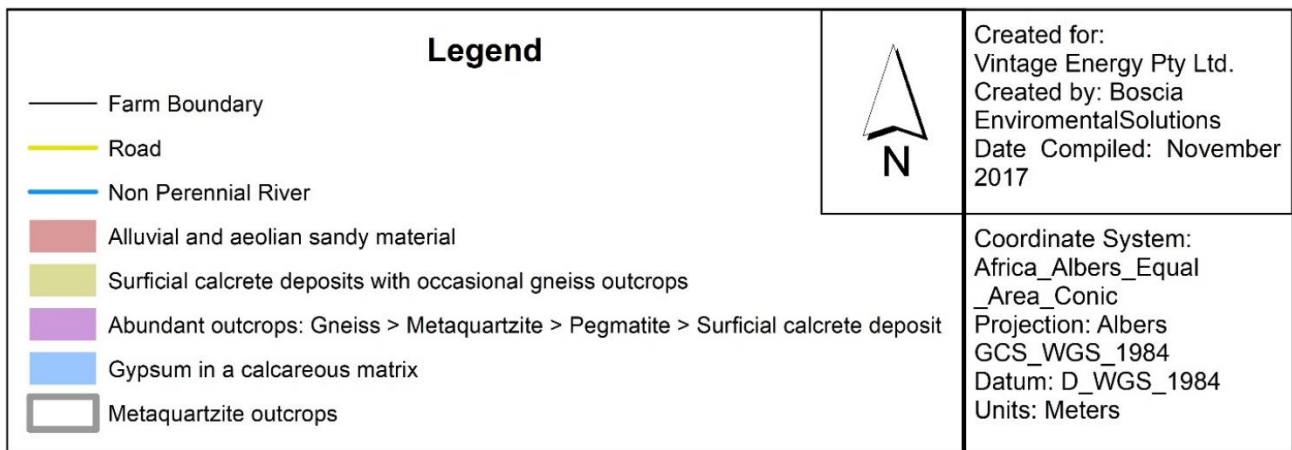 Legend
Farm Boundary
Road
Non Perennial River
Alluvial and aeolian sandy material
Surficial calcrete deposits with occasional gneiss outcrops
Abundant outcrops: Gneiss > Metaquartzite > Pegmatite > Surficial calcrete deposit
Gypsum in a calcareous matrix
Metaquartzite outcrops
N
Created for:
Vintage Energy Pty Ltd.
Created by: Boscia
EnviromentalSolutions
Date Compiled: November
2017
Coordinate System:
Africa_Albers_Equal
_Area_Conic
Projection: Albers
GCS_WGS_1984
Datum: D_WGS_1984
Units: Meters